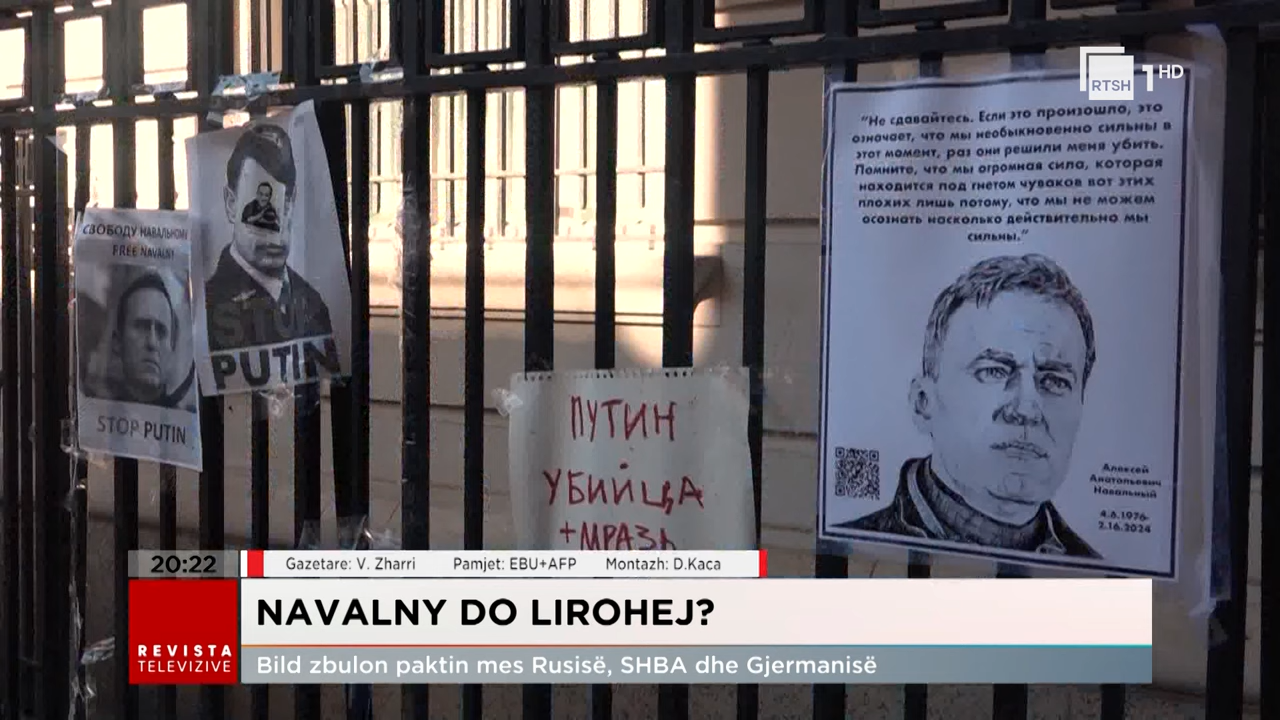 RTSH 1 HD
"Не сдавайтесь. Если это произошло, это
означает, что мы необыкновенно сильны в
этот момент, раз они решили меня убить.
Помните, что мы огромная сила, которая
находится под гнетом чуваков вот этих
плохих лишь потому, что мы не можем
осознать насколько действительно мы
сильны."
Алексей
Анатольевич
Навальный
4.6.1976-
2.16.2024
СВОБОДУ НАВАЛЬНОМУ
FREE NAVALNY
STOP PUTIN
STOP
PUTIN
ПУТИН
УБИЙЦА
+МРАЗЬ
20:22
Gazetare: V. Zharri Pamjet: EBU+AFP Montazh: D.Kaca
NAVALNY DO LIROHEJ?
REVISTA
TELEVIZIVE
Bild zbulon paktin mes Rusisë, SHBA dhe Gjermanisë